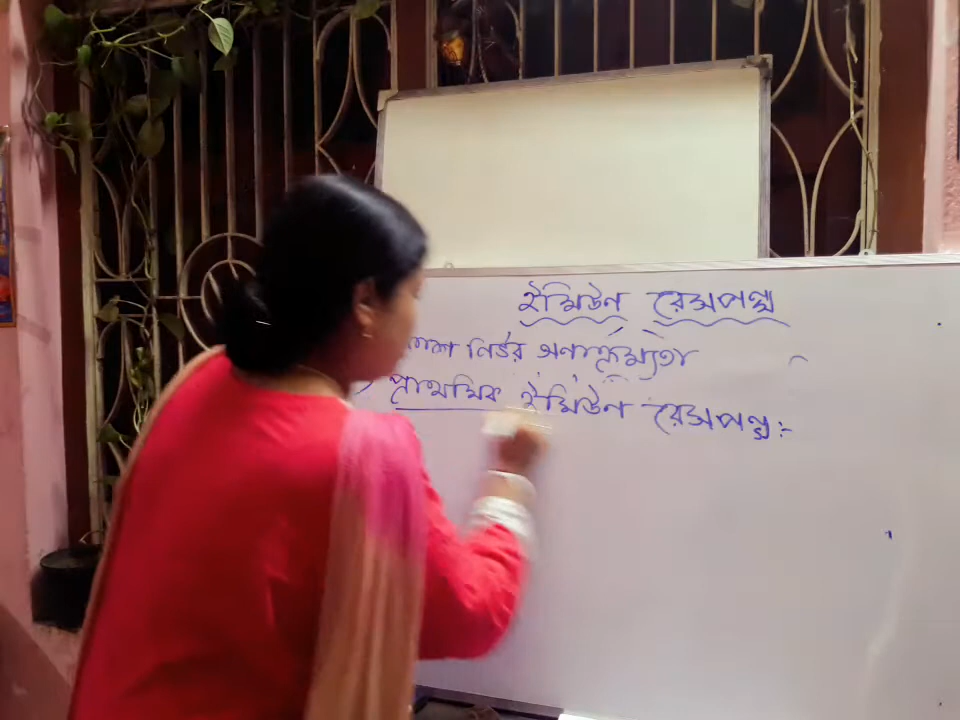 ইমিউন রেসপন্স
নির্ভর অনাক্রম্যতা
প্রাথমিক ইমিউন রেসপন্স :-